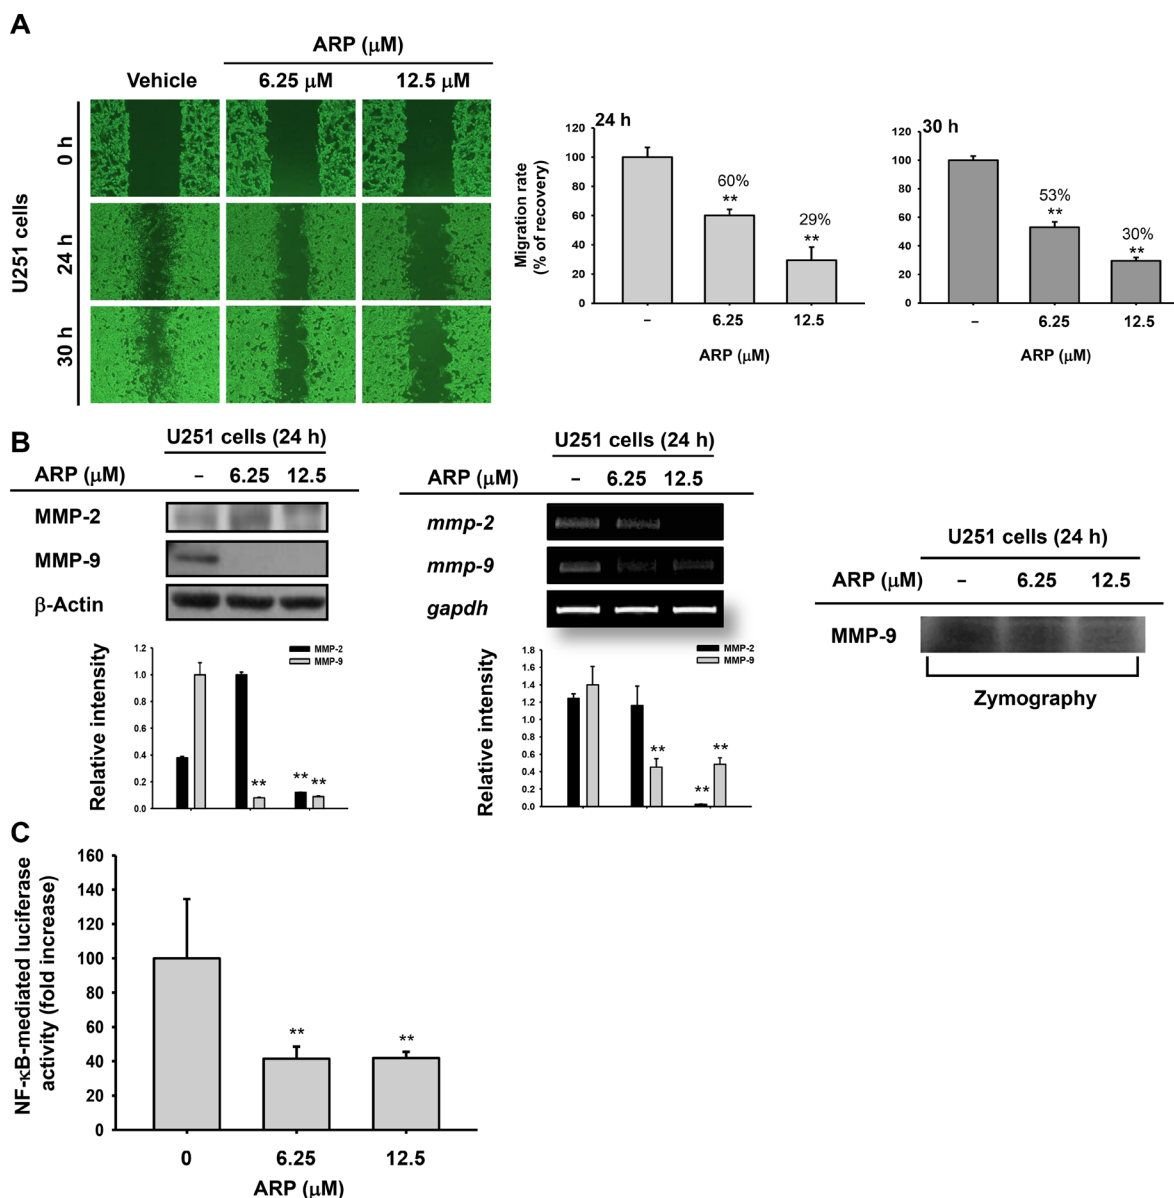 A
ARP (μM)
Vehicle 6.25 μM 12.5 μM
U251 cells
0 h
24 h
30 h
24 h
Migration rate
(% of recovery)
120
100
80
60
40
20
0
60%
**
29%
**
– 6.25 12.5
ARP (μM)
30 h
120
100
80
60
40
20
0
53%
**
30%
**
– 6.25 12.5
ARP (μM)
B
U251 cells (24 h)
ARP (μM) – 6.25 12.5
MMP-2
MMP-9
β-Actin
MMP-2
MMP-9
Relative intensity
1.2
1.0
0.8
0.6
0.4
0.2
0.0
**
** **
U251 cells (24 h)
ARP (μM) – 6.25 12.5
mmp-2
mmp-9
gapdh
MMP-2
MMP-9
Relative intensity
1.8
1.6
1.4
1.2
1.0
0.8
0.6
0.4
0.2
0.0
**
**
**
U251 cells (24 h)
ARP (μM) – 6.25 12.5
MMP-9
Zymography
C
NF-κB-mediated luciferase
activity (fold increase)
160
140
120
100
80
60
40
20
0
**
**
0 6.25 12.5
ARP (μM)